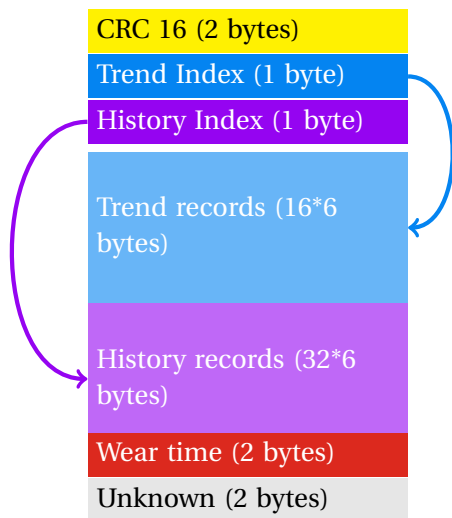 CRC 16 (2 bytes)
Trend Index (1 byte)
History Index (1 byte)
Trend records (16*6
bytes)
History records (32*6
bytes)
Wear time (2 bytes)
Unknown (2 bytes)